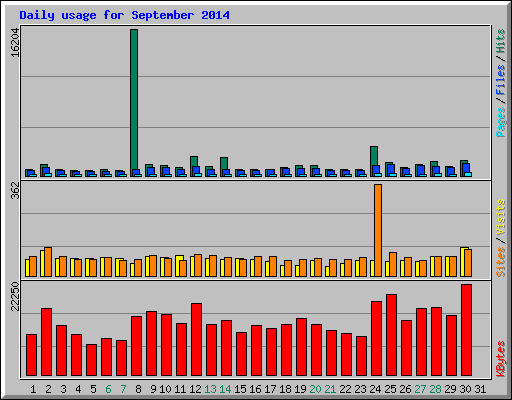 Daily usage for September 2014
16204
Pages / Files / Hits
362
Sites / Visits
22250
KBytes
1 2 3 4 5 6 7 8 9 10 11 12 13 14 15 16 17 18 19 20 21 22 23 24 25 26 27 28 29 30 31